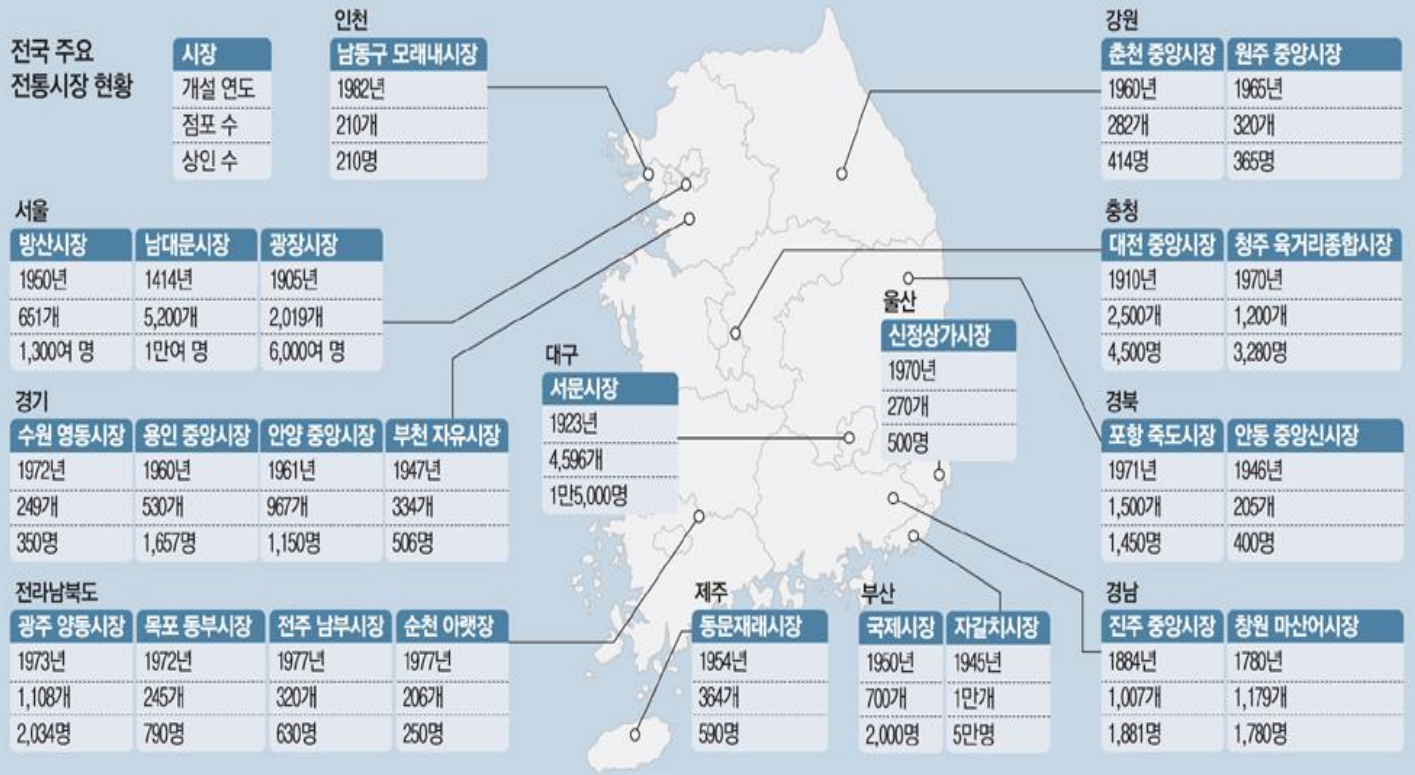 전국 주요
전통시장 현황
시장
개설 연도
점포 수
상인 수
인천
남동구 모래내시장
1982년
210개
210명
강원
춘천 중앙시장 원주 중앙시장
1960년 1965년
282개 320개
414명 365명
서울
방산시장 남대문시장 광장시장
1950년 1414년 1905년
651개 5,200개 2,019개
1,300여 명 1만여 명 6,000여 명
충청
대전 중앙시장 청주 육거리종합시장
1910년 1970년
2,500개 1,200개
4,500명 3,280명
울산
신정상가시장
1970년
270개
500명
대구
서문시장
1923년
4,596개
1만5,000명
경기
수원 영동시장 용인 중앙시장 안양 중앙시장 부천 자유시장
1972년 1960년 1961년 1947년
249개 530개 967개 334개
350명 1,657명 1,150명 506명
경북
포항 죽도시장 안동 중앙신시장
1971년 1946년
1,500개 205개
1,450명 400명
전라남북도
광주 양동시장 목포 동부시장 전주 남부시장 순천 아랫장
1973년 1972년 1977년 1977년
1,108개 245개 320개 206개
2,034명 790명 630명 250명
제주
동문재래시장
1954년
364개
590명
부산
국제시장 자갈치시장
1950년 1945년
700개 1만개
2,000명 5만명
경남
진주 중앙시장 창원 마산어시장
1884년 1780년
1,007개 1,179개
1,881명 1,780명